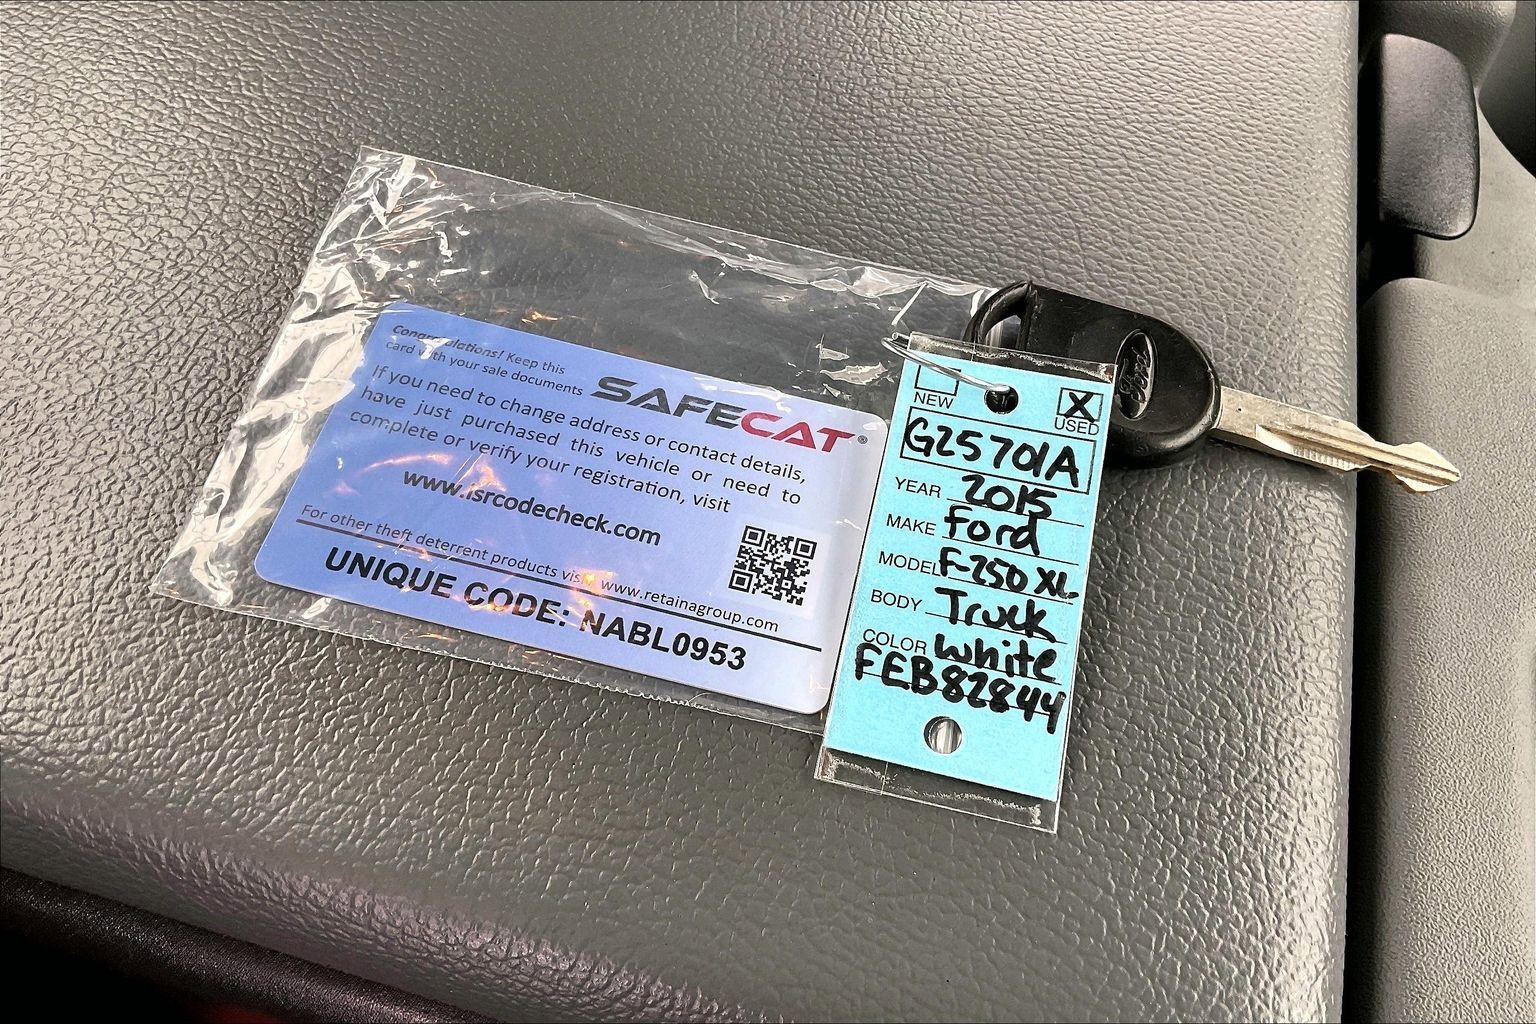 Congratulations! Keep this
card with your sale documents
SAFECAT®
If you need to change address or contact details,
have just purchased this vehicle or need to
complete or verify your registration, visit
www.isrcodecheck.com
For other theft deterrent products visit www.retainagroup.com
UNIQUE CODE: NABL0953
NEW
X
USED
G25701A
YEAR 2015
MAKE Ford
MODEL F-250 XL
BODY Truck
COLOR white
FEB82844
Ford